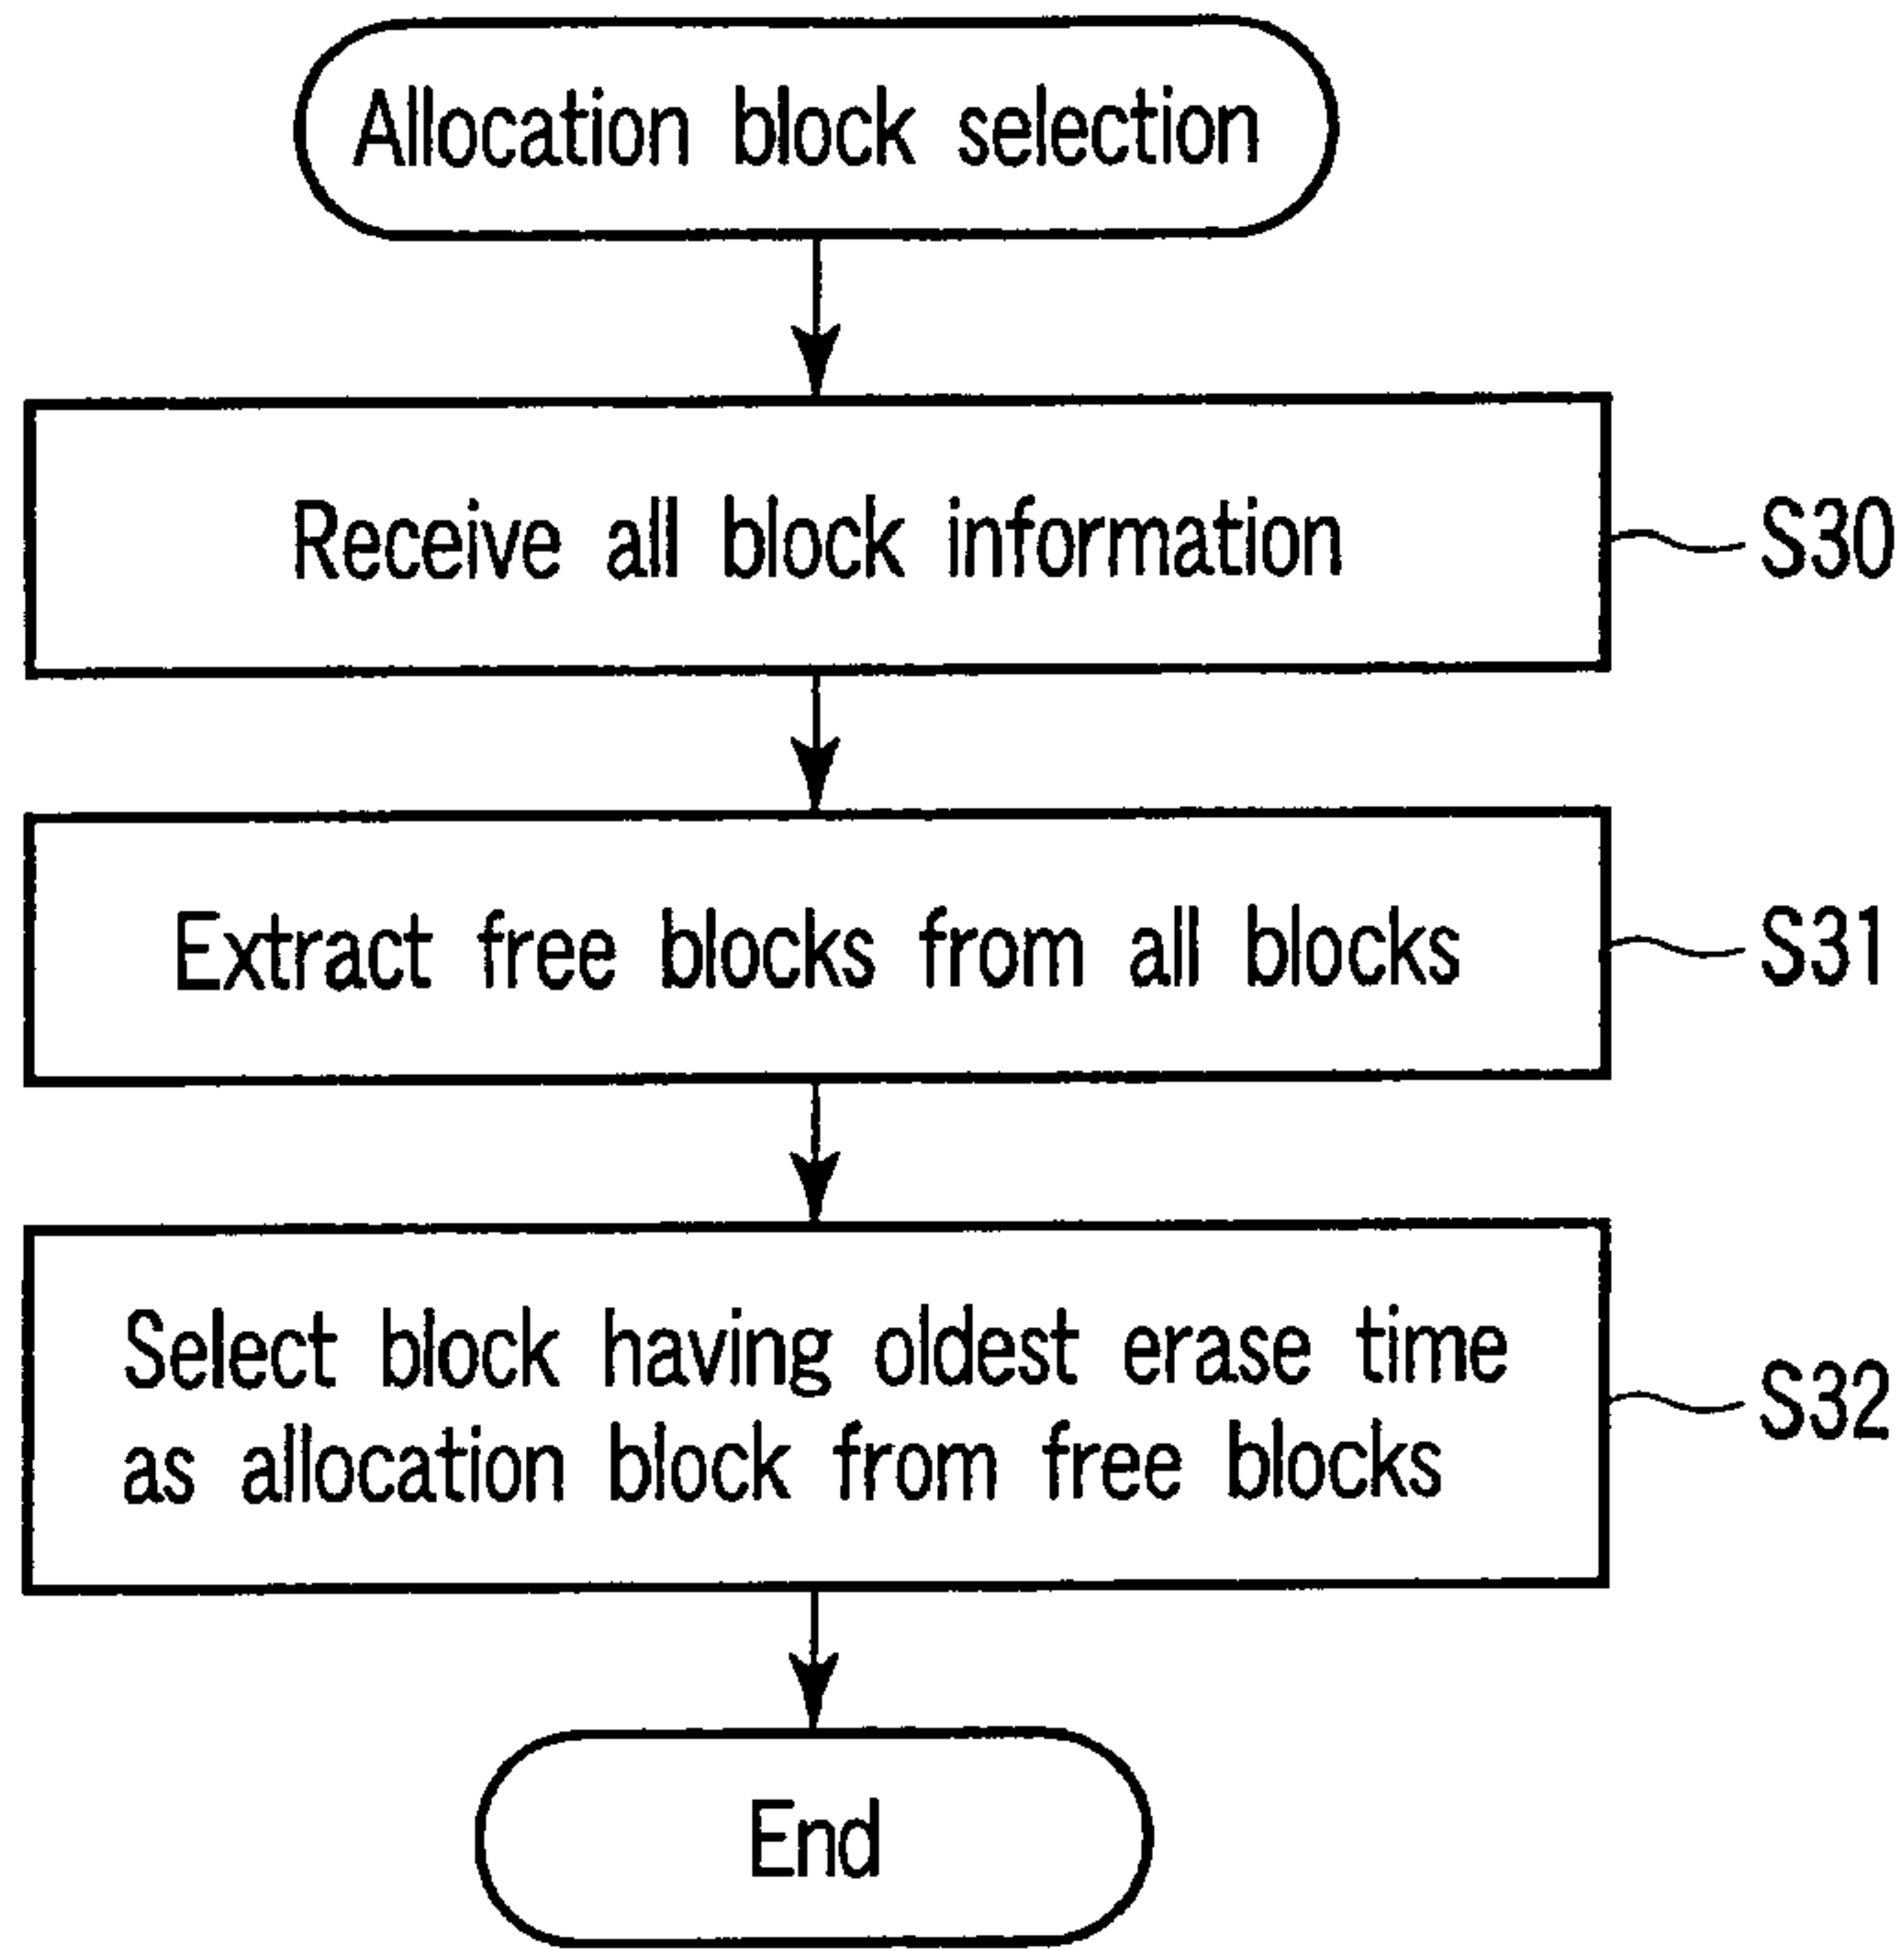 Allocation block selection
Receive all block information
S30
Extract free blocks from all blocks
S31
Select block having oldest erase time
as allocation block from free blocks
S32
End